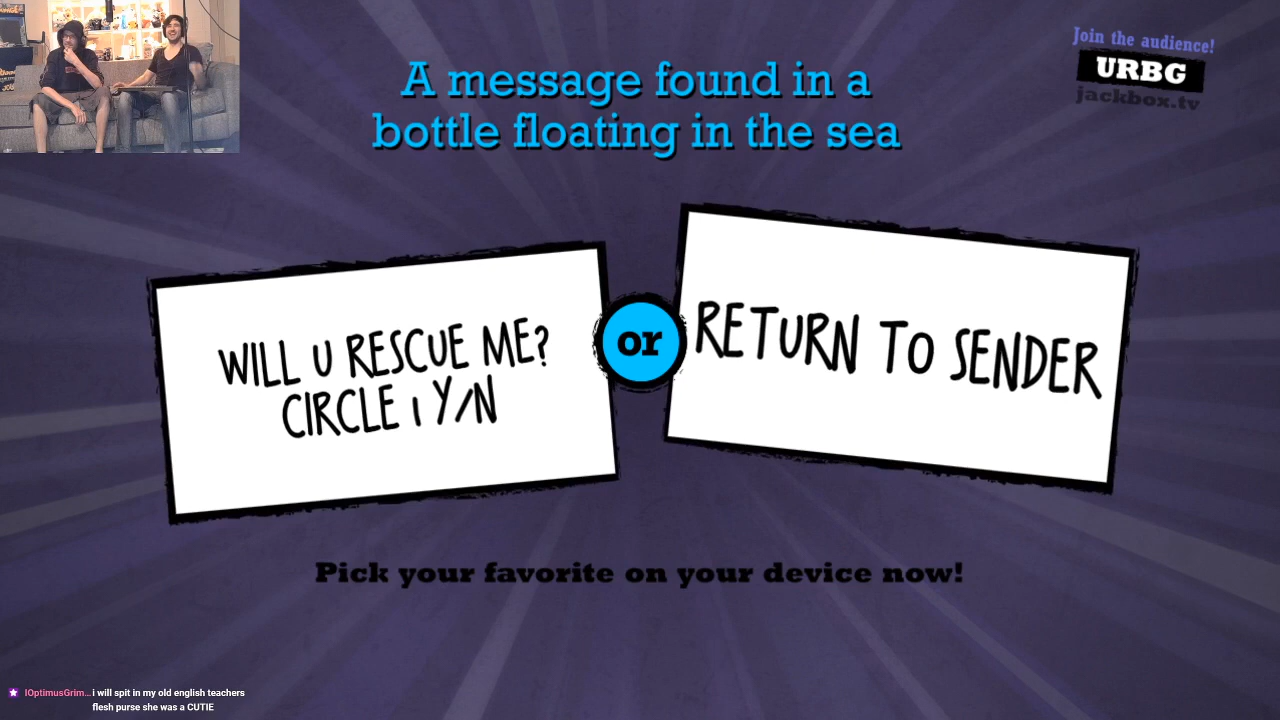 A message found in a
bottle floating in the sea
Join the audience!
URBG
jackbox.tv
WILL U RESCUE ME?
CIRCLE 1 Y/N
or
RETURN TO SENDER
Pick your favorite on your device now!
IOptimusGrim... i will spit in my old english teachers
flesh purse she was a CUTIE